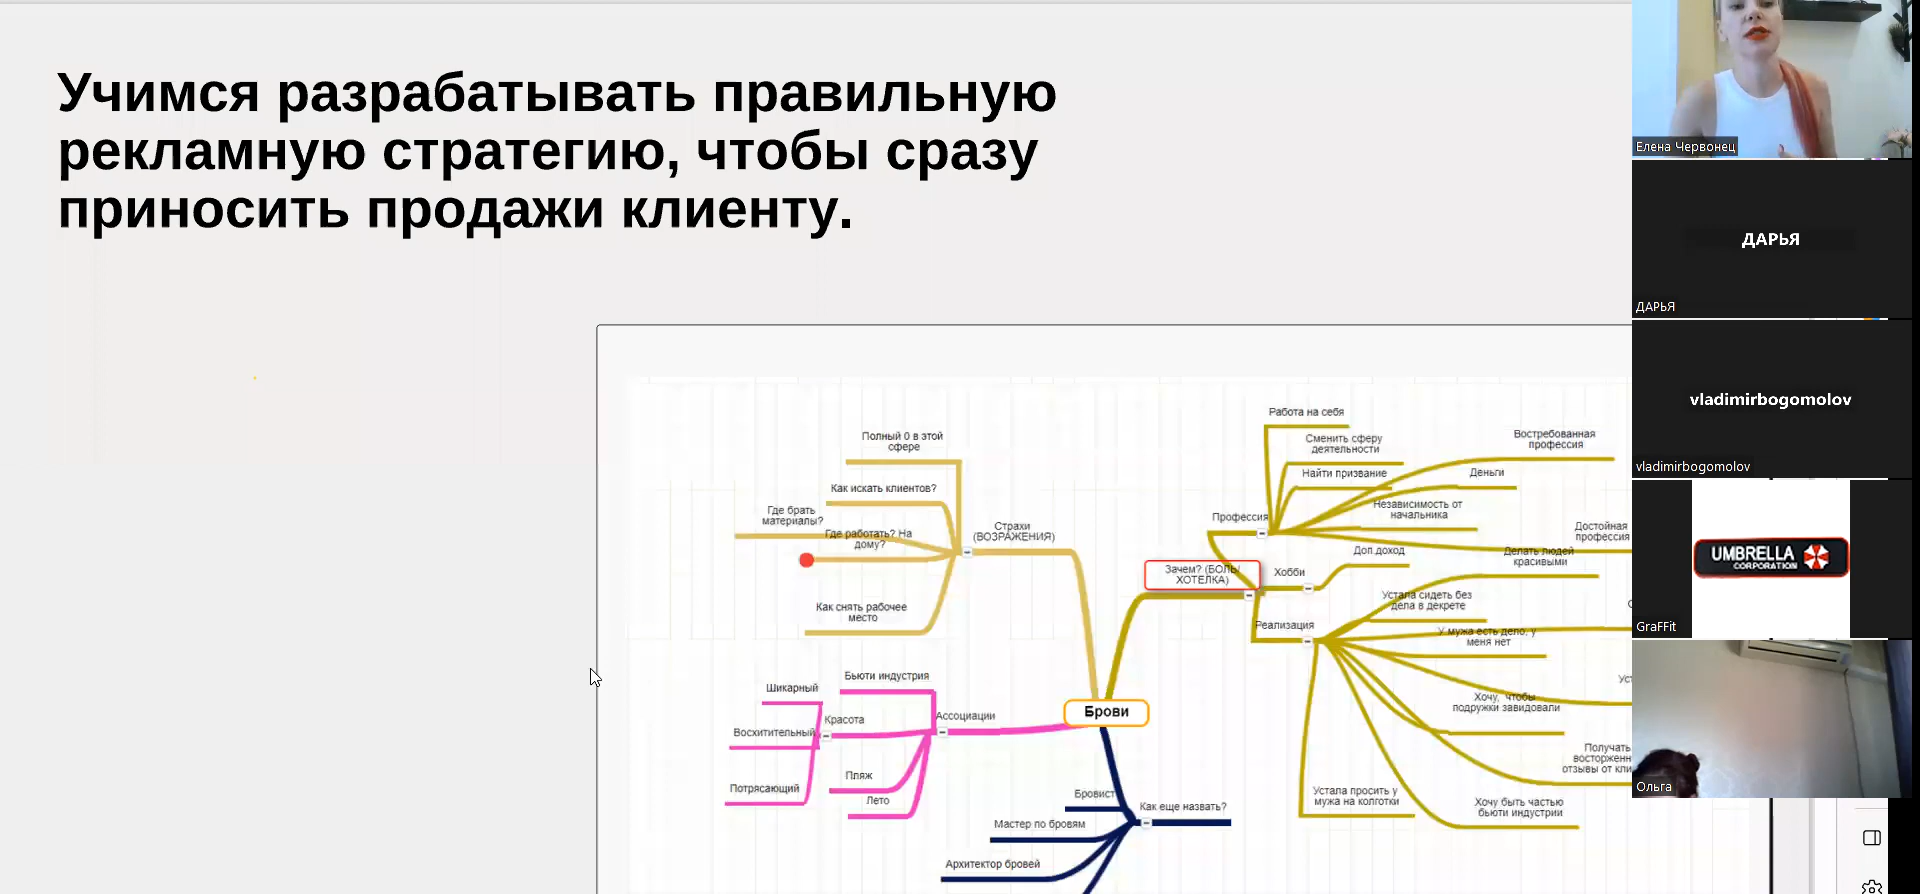 Учимся разрабатывать правильную
рекламную стратегию, чтобы сразу
приносить продажи клиенту.
Полный 0 в этой
сфере
Как искать клиентов?
Где брать
материалы?
Где работать? На
дому?
Как снять рабочее
место
Страхи
(ВОЗРАЖЕНИЯ)
Работа на себя
Сменить сферу
деятельности
Найти призвание
Востребованная
профессия
Деньги
Независимость от
начальника
Профессия
Достойная
профессия
Доп.доход
Делать людей
красивыми
Зачем? (БОЛЬ/
ХОТЕЛКА)
Хобби
Устала сидеть без
дела в декрете
Реализация
У мужа есть дело, у
меня нет
Хочу, чтобы
подружки завидовали
Получать
отзывы от
Устала просить у
мужа на колготки
Хочу быть частью
бьюти индустрии
Брови
Бьюти индустрия
Шикарный
Красота
Ассоциации
Восхитительный
Потрясающий
Пляж
Лето
Бровист
Как еще назвать?
Мастер по бровям
Архитектор бровей
Елена Червонец
ДАРЬЯ
ДАРЬЯ
vladimirbogomolov
vladimirbogomolov
UMBRELLA
CORPORATION
GraFFit
Ольга